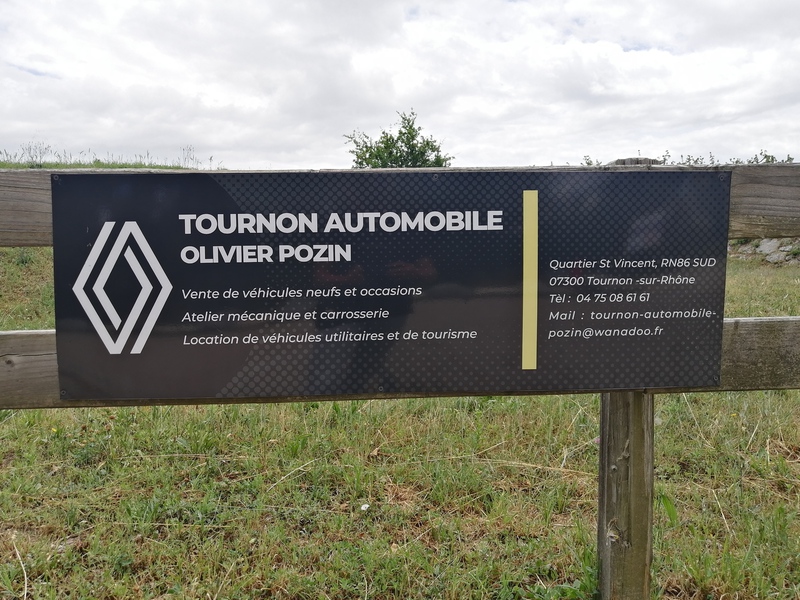 TOURNON AUTOMOBILE
OLIVIER POZIN
Vente de véhicules neufs et occasions
Atelier mécanique et carrosserie
Location de véhicules utilitaires et de tourisme
Quartier St Vincent, RN86 SUD
07300 Tournon -sur-Rhône
Tèl : 04 75 08 61 61
Mail : tournon-automobile-
pozin@wanadoo.fr